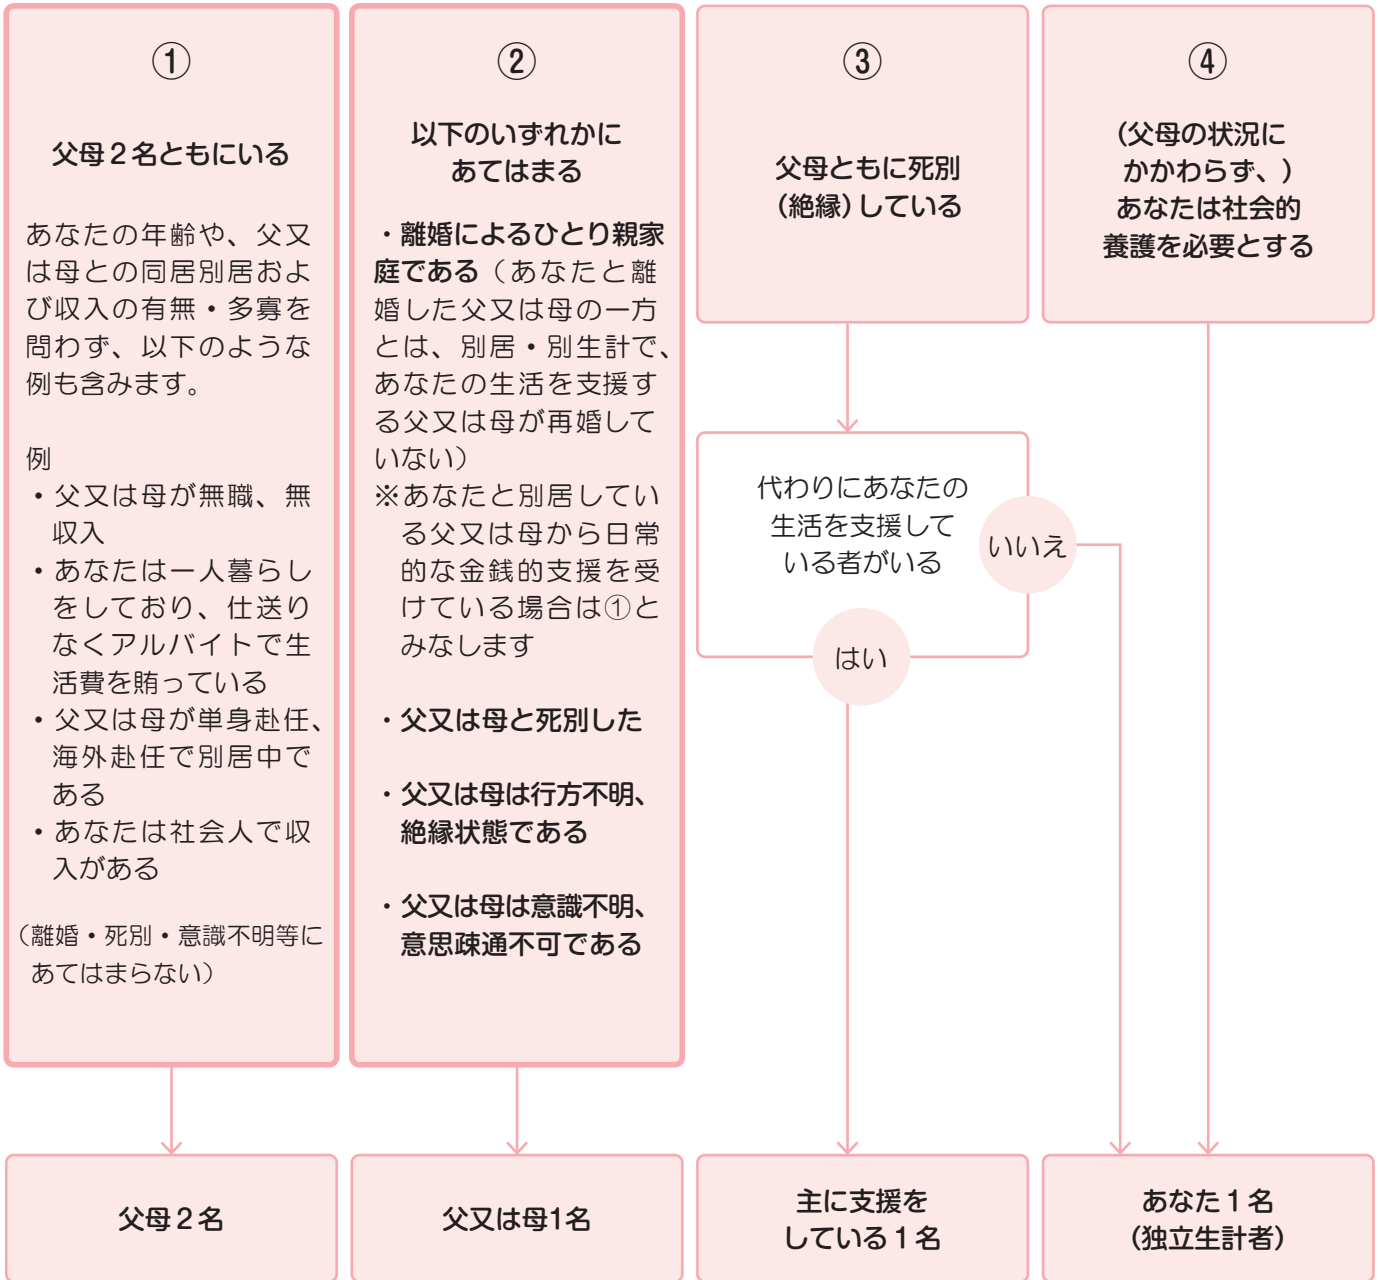 ①
父母２名ともにいる
あなたの年齢や、父又
は母との同居別居およ
び収入の有無・多寡を
問わず、以下のような
例も含みます。
例
・父又は母が無職、無
収入
・あなたは一人暮らし
をしており、仕送り
なくアルバイトで生
活費を賄っている
・父又は母が単身赴任、
海外赴任で別居中で
ある
・あなたは社会人で収
入がある
（離婚・死別・意識不明等に
あてはまらない）
父母２名
②
以下のいずれかに
あてはまる
・離婚によるひとり親家
庭である（あなたと離
婚した父又は母の一方
とは、別居・別生計で、
あなたの生活を支援す
る父又は母が再婚して
いない）
※あなたと別居してい
る父又は母から日常
的な金銭的支援を受
けている場合は①と
みなします
・父又は母と死別した
・父又は母は行方不明、
絶縁状態である
・父又は母は意識不明、
意思疎通不可である
父又は母1名
③
父母ともに死別
（絶縁）している
代わりにあなたの
生活を支援して
いる者がいる
いいえ
はい
主に支援を
している１名
④
（父母の状況に
かかわらず、）
あなたは社会的
養護を必要とする
あなた１名
（独立生計者）